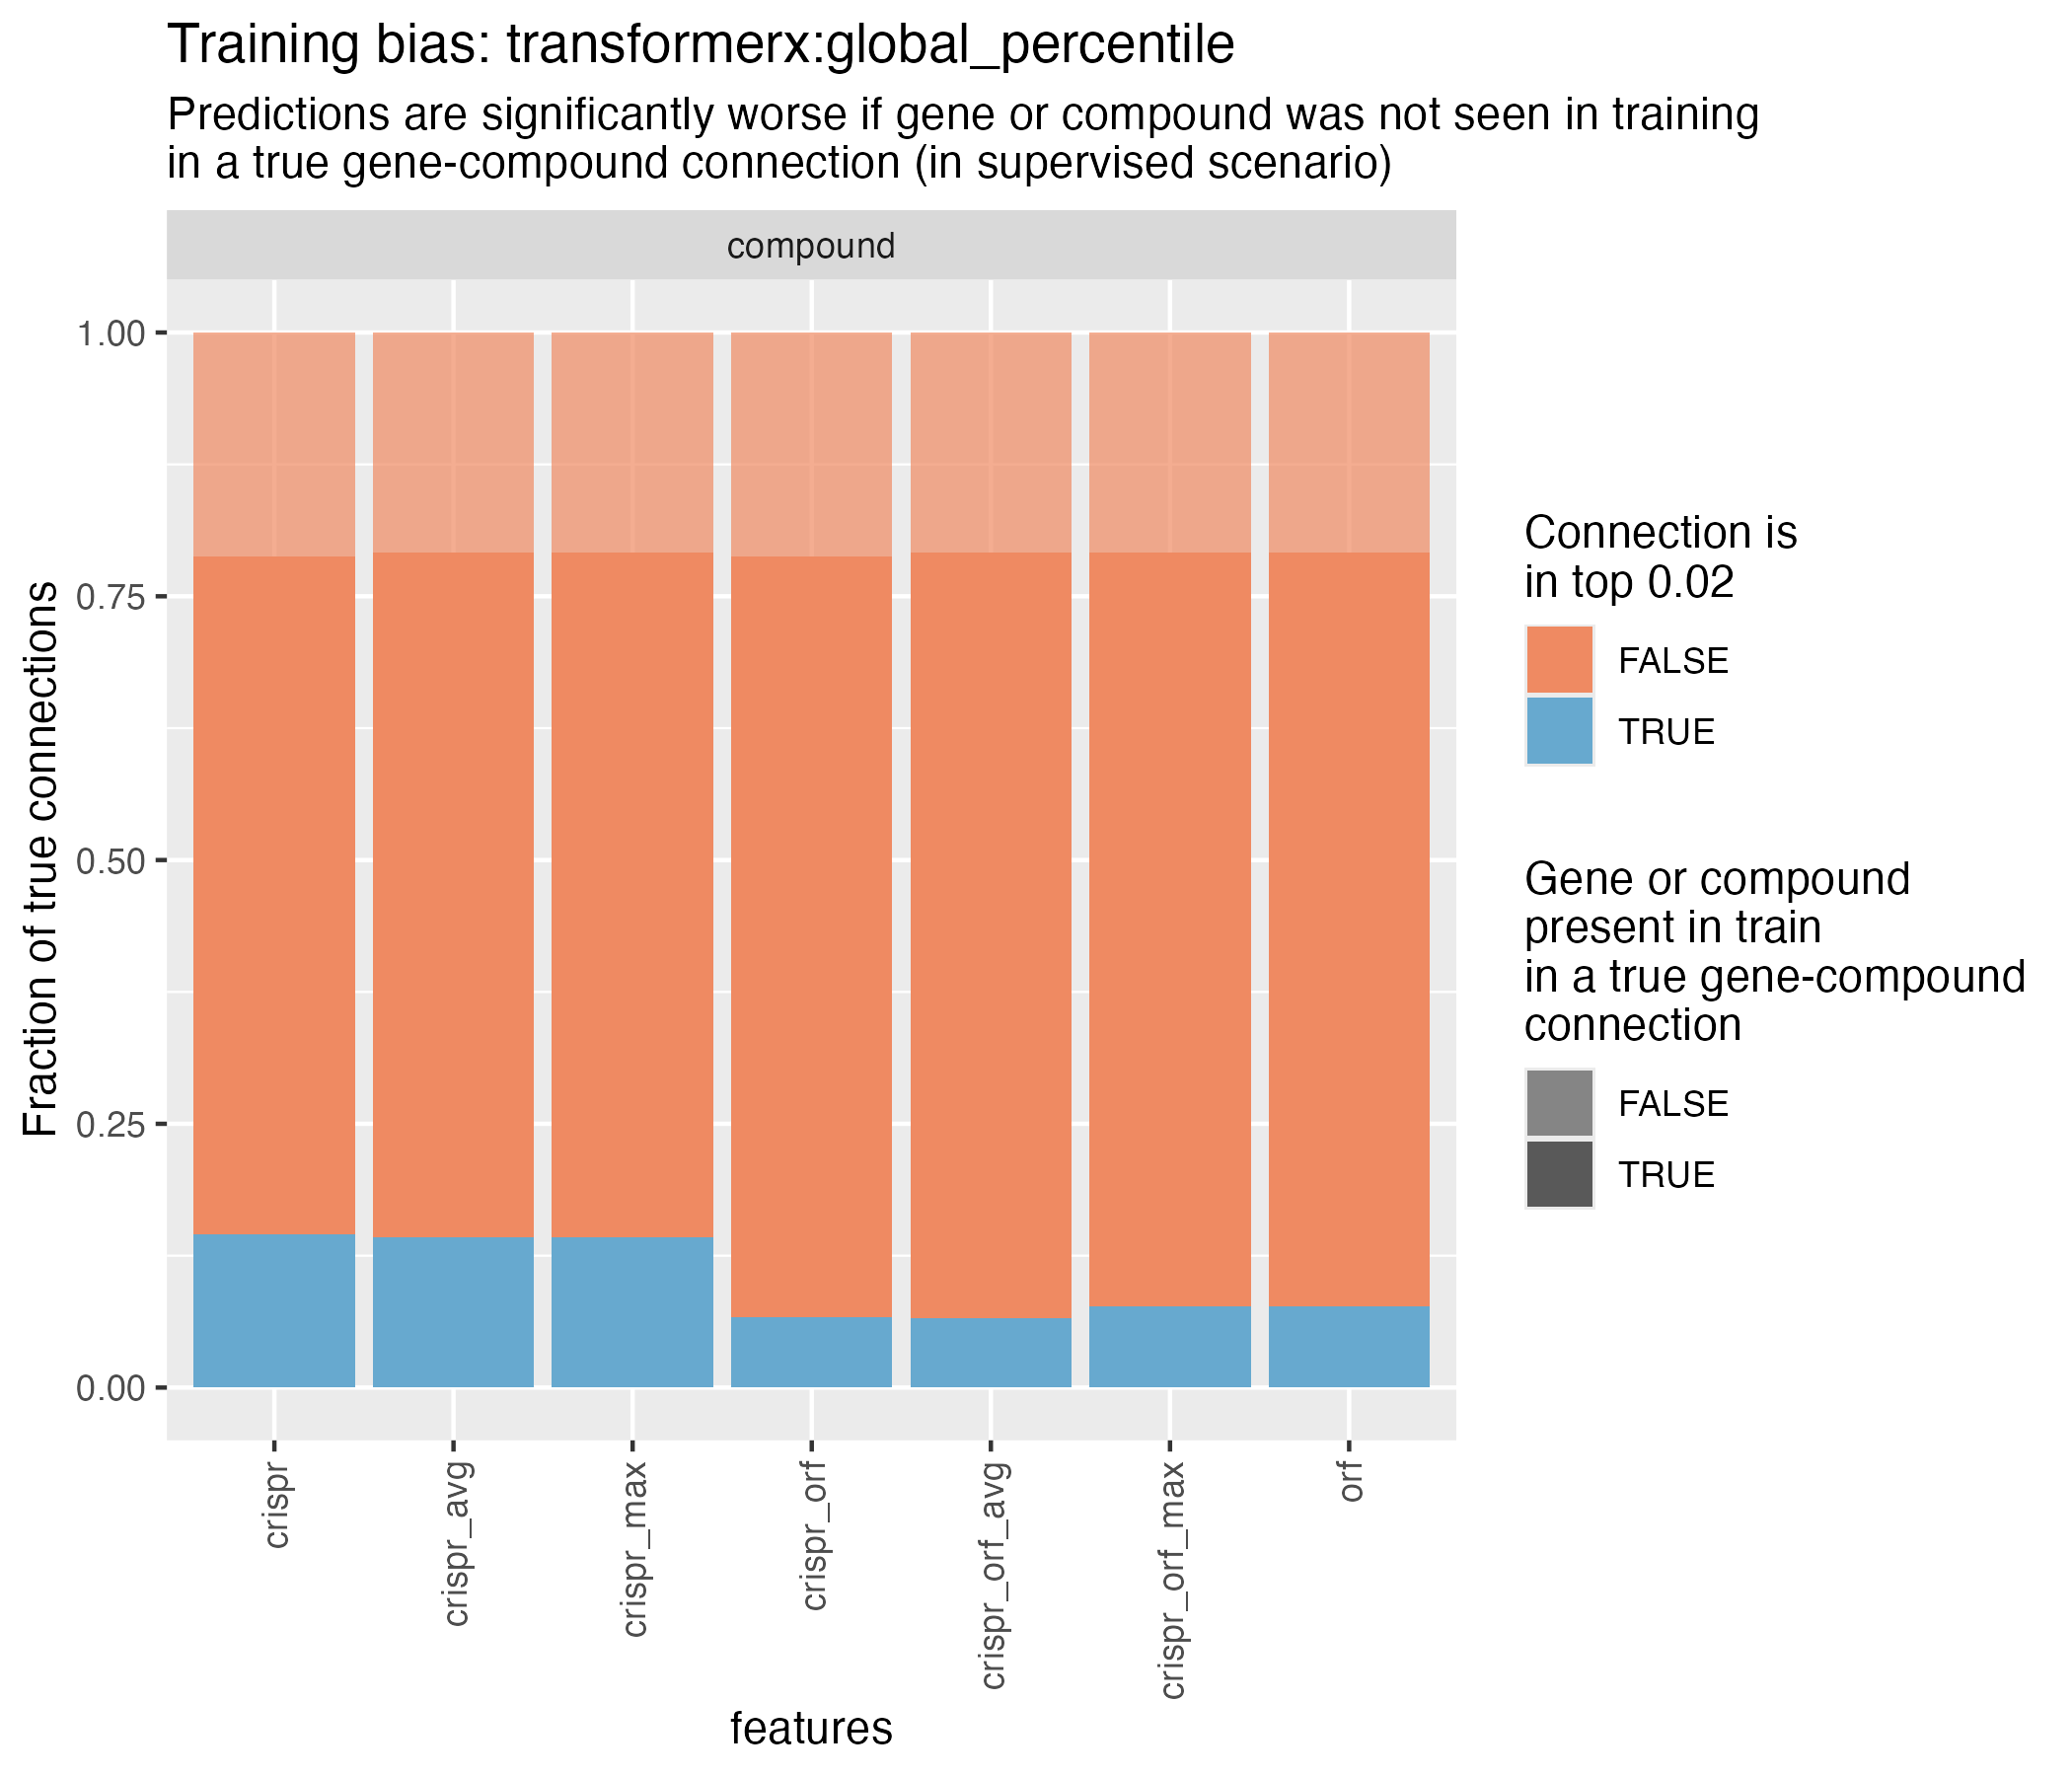 Training bias: transformerx:global_percentile
Predictions are significantly worse if gene or compound was not seen in training
in a true gene-compound connection (in supervised scenario)
compound
Fraction of true connections
1.00
0.75
0.50
0.25
0.00
crispr
crispr_avg
crispr_max
crispr_orf
crispr_orf_avg
crispr_orf_max
orf
features
Connection is
in top 0.02
FALSE
TRUE
Gene or compound
present in train
in a true gene-compound
connection
FALSE
TRUE